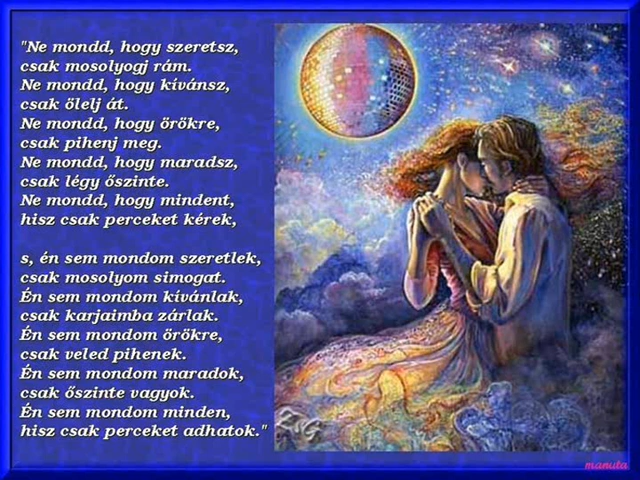 "Ne mondd, hogy szeretsz,
csak mosolyogj rám.
Ne mondd, hogy kívánsz,
csak ölelj át.
Ne mondd, hogy örökre,
csak pihenj meg.
Ne mondd, hogy maradsz,
csak légy őszinte.
Ne mondd, hogy mindent,
hisz csak perceket kérek,
s, én sem mondom szeretlek,
csak mosolyom simogat.
Én sem mondom kívánlak,
csak karjaimba zárlak.
Én sem mondom örökre,
csak veled pihenek.
Én sem mondom maradok,
csak őszinte vagyok.
Én sem mondom minden,
hisz csak perceket adhatok."
manuta